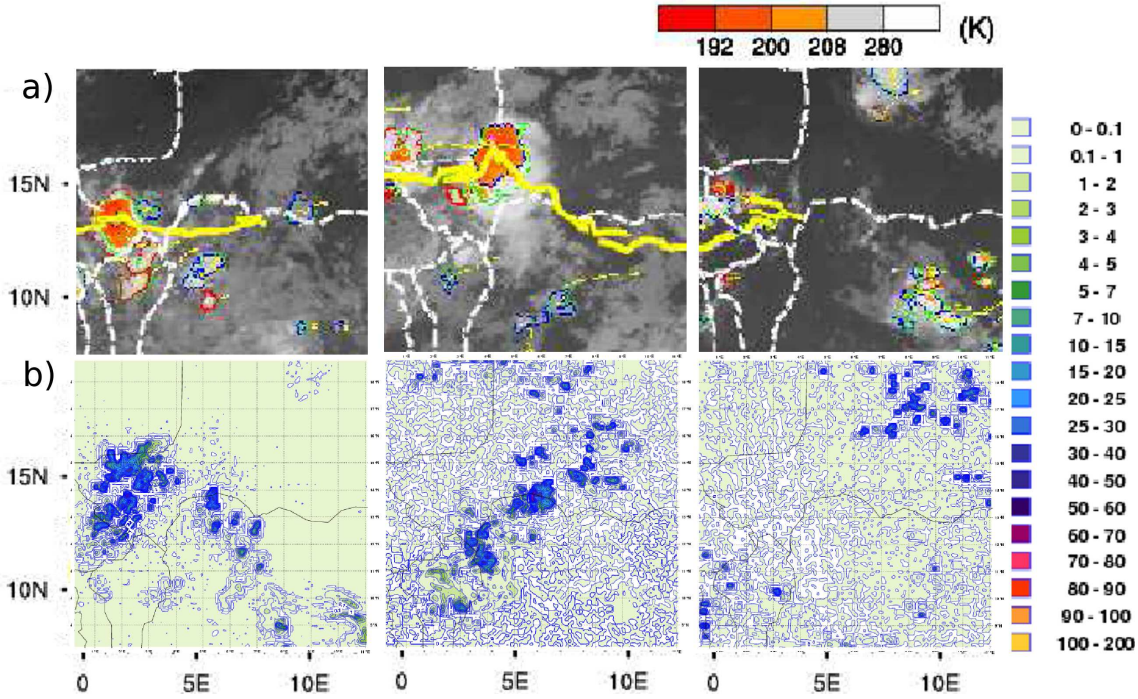 192 200 208 280 (K)
a)
15N
10N
0 - 0.1
0.1 - 1
1 - 2
2 - 3
3 - 4
4 - 5
5 - 7
7 - 10
10 - 15
15 - 20
20 - 25
25 - 30
30 - 40
40 - 50
50 - 60
60 - 70
70 - 80
80 - 90
90 - 100
100 - 200
b)
15N
10N
0 5E 10E 0 5E 10E 0 5E 10E